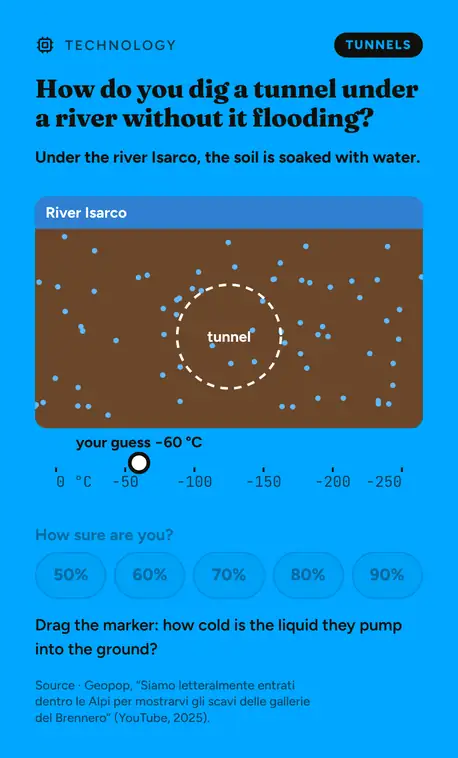 TECHNOLOGY
TUNNELS
How do you dig a tunnel under
a river without it flooding?
Under the river Isarco, the soil is soaked with water.
River Isarco
tunnel
your guess −60 °C
0 °C -50 -100 -150 -200 -250
How sure are you?
50% 60% 70% 80% 90%
Drag the marker: how cold is the liquid they pump
into the ground?
Source · Geopop, “Siamo letteralmente entrati
dentro le Alpi per mostrarvi gli scavi delle gallerie
del Brennero” (YouTube, 2025).